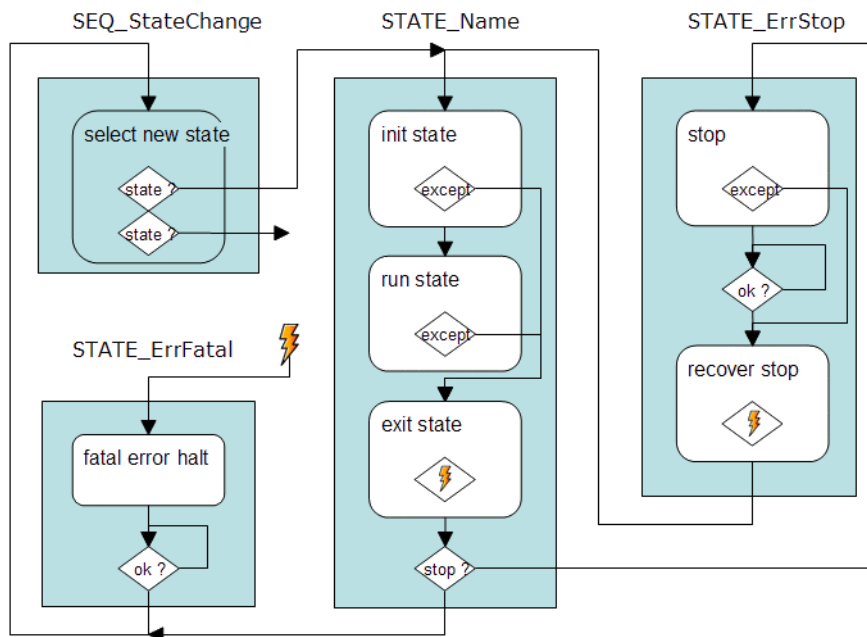 SEQ_StateChange
select new state
state ?
state ?
STATE_ErrFatal
fatal error halt
ok ?
STATE_Name
init state
except
run state
except
exit state
stop ?
STATE_ErrStop
stop
except
ok ?
recover stop